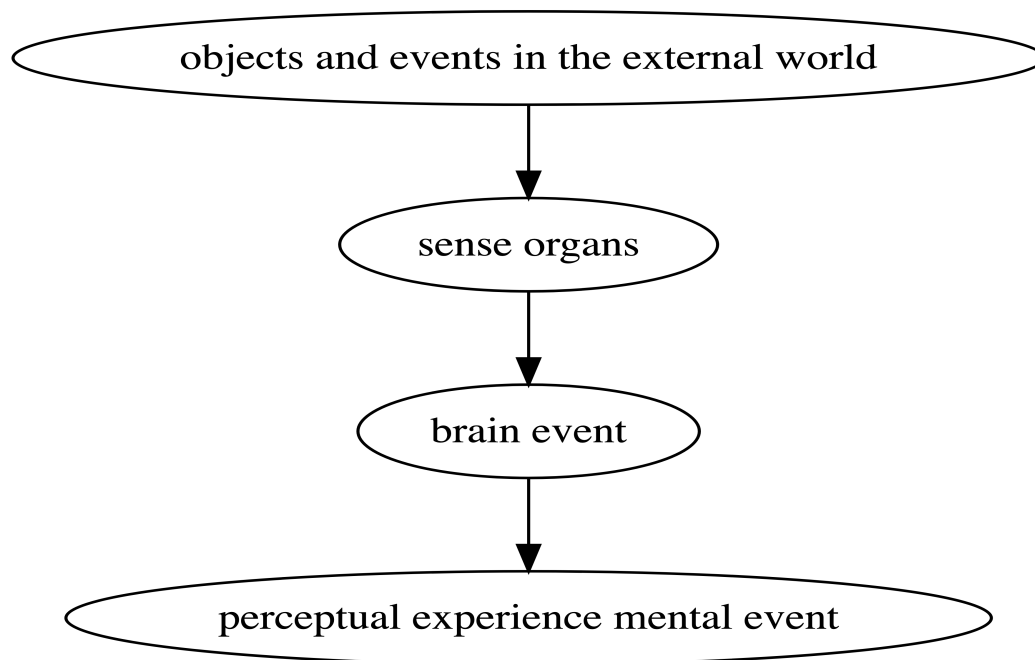 objects and events in the external world
sense organs
brain event
perceptual experience mental event